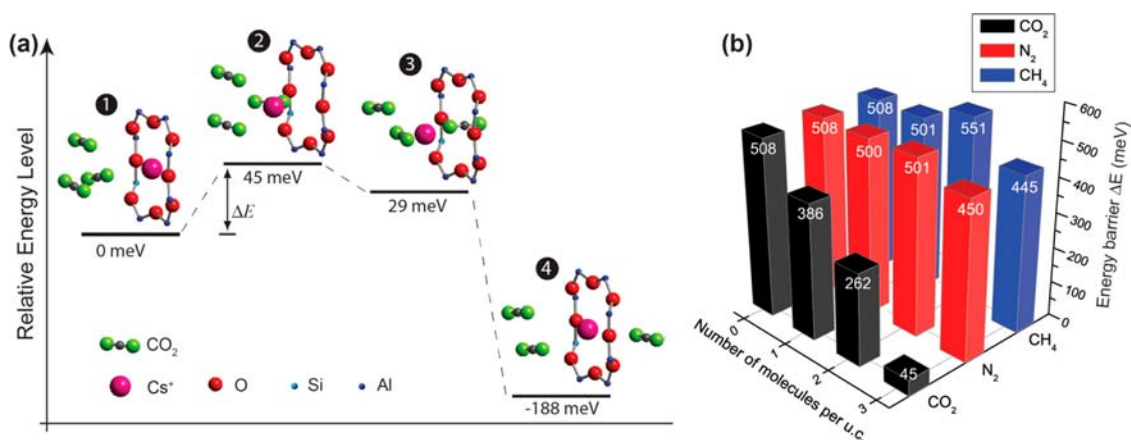 (a)
Relative Energy Level
1
2
3
4
0 meV
45 meV
ΔE
29 meV
-188 meV
CO₂
Cs⁺
O
Si
Al
(b)
CO₂
N₂
CH₄
508
386
262
45
508
500
501
450
508
501
551
445
600
500
400
300
200
100
0
Energy barrier ΔE (meV)
0
1
2
3
Number of molecules per u.c.
CO₂
N₂
CH₄